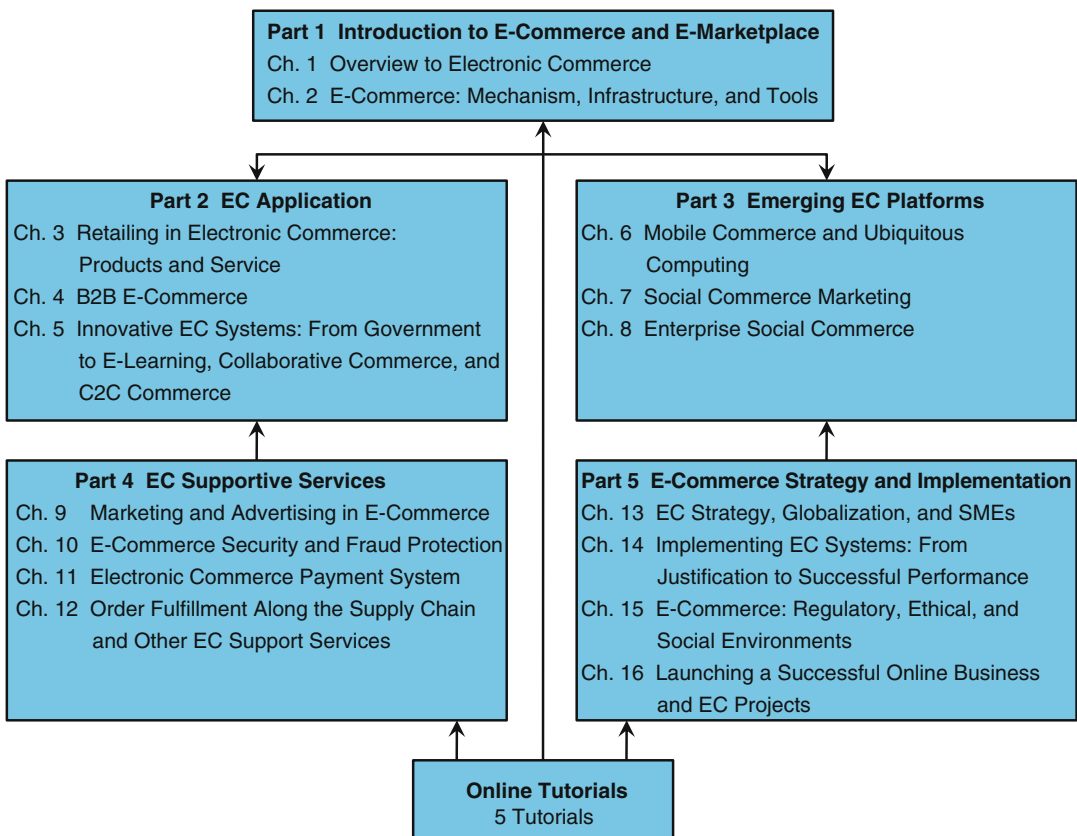 Part 1 Introduction to E-Commerce and E-Marketplace
Ch. 1 Overview to Electronic Commerce
Ch. 2 E-Commerce: Mechanism, Infrastructure, and Tools
Part 2 EC Application
Ch. 3 Retailing in Electronic Commerce:
Products and Service
Ch. 4 B2B E-Commerce
Ch. 5 Innovative EC Systems: From Government
to E-Learning, Collaborative Commerce, and
C2C Commerce
Part 3 Emerging EC Platforms
Ch. 6 Mobile Commerce and Ubiquitous
Computing
Ch. 7 Social Commerce Marketing
Ch. 8 Enterprise Social Commerce
Part 4 EC Supportive Services
Ch. 9 Marketing and Advertising in E-Commerce
Ch. 10 E-Commerce Security and Fraud Protection
Ch. 11 Electronic Commerce Payment System
Ch. 12 Order Fulfillment Along the Supply Chain
and Other EC Support Services
Part 5 E-Commerce Strategy and Implementation
Ch. 13 EC Strategy, Globalization, and SMEs
Ch. 14 Implementing EC Systems: From
Justification to Successful Performance
Ch. 15 E-Commerce: Regulatory, Ethical, and
Social Environments
Ch. 16 Launching a Successful Online Business
and EC Projects
Online Tutorials
5 Tutorials